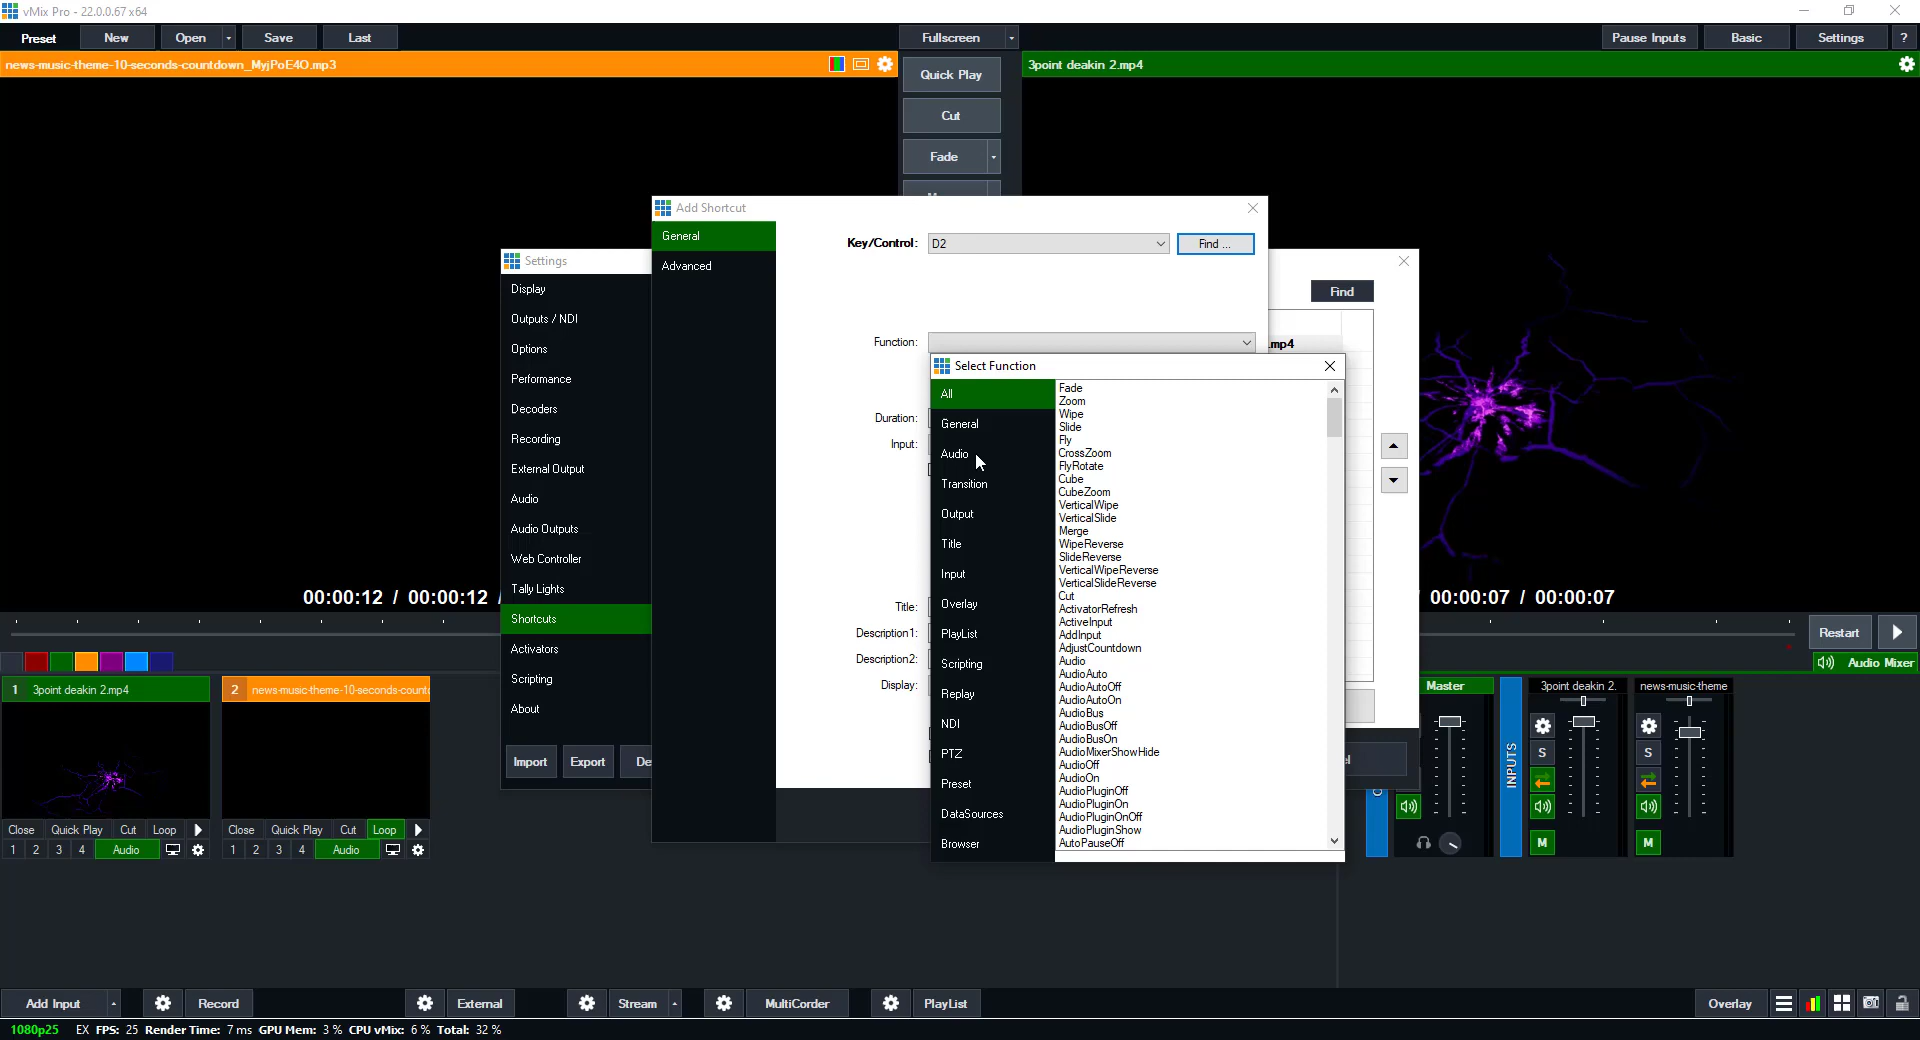 vMix Pro - 22.0.0.67 x64
Preset New Open Save Last Fullscreen Pause Inputs Basic Settings ?
news-music-theme-10-seconds-countdown_MyjPoE4O.mp3
3point deakin 2.mp4
Quick Play
Cut
Fade
Add Shortcut
General
Advanced
Key/Control: D2 Find ...
Function:
Duration:
Input:
Title:
Description1:
Description2:
Display:
Settings
Display
Outputs / NDI
Options
Performance
Decoders
Recording
External Output
Audio
Audio Outputs
Web Controller
Tally Lights
Shortcuts
Activators
Scripting
About
Import Export De
Find
.mp4
Select Function
All
General
Audio
Transition
Output
Title
Input
Overlay
PlayList
Scripting
Replay
NDI
PTZ
Preset
DataSources
Browser
Fade
Zoom
Wipe
Slide
Fly
CrossZoom
FlyRotate
Cube
CubeZoom
VerticalWipe
VerticalSlide
Merge
WipeReverse
SlideReverse
VerticalWipeReverse
VerticalSlideReverse
Cut
ActivatorRefresh
ActiveInput
AddInput
AdjustCountdown
Audio
AudioAuto
AudioAutoOff
AudioAutoOn
AudioBus
AudioBusOff
AudioBusOn
AudioMixerShowHide
AudioOff
AudioOn
AudioPluginOff
AudioPluginOn
AudioPluginOnOff
AudioPluginShow
AutoPauseOff
00:00:12 / 00:00:12 /
/ 00:00:07 / 00:00:07
Restart
Audio Mixer
1 3point deakin 2.mp4
Close Quick Play Cut Loop
1 2 3 4 Audio
2 news-music-theme-10-seconds-count
Close Quick Play Cut Loop
1 2 3 4 Audio
Master
INPUTS
3point deakin 2.
S
M
news-music-theme
S
M
el
Add Input Record External Stream MultiCorder PlayList Overlay
1080p25 EX FPS: 25 Render Time: 7 ms GPU Mem: 3 % CPU vMix: 6 % Total: 32 %